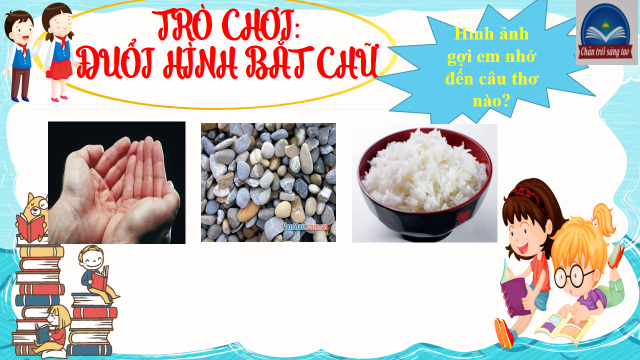 TRÒ CHƠI:
ĐUỔI HÌNH BẮT CHỮ
Hình ảnh
gợi em nhớ
đến câu thơ
nào?
Chân trời sáng tạo